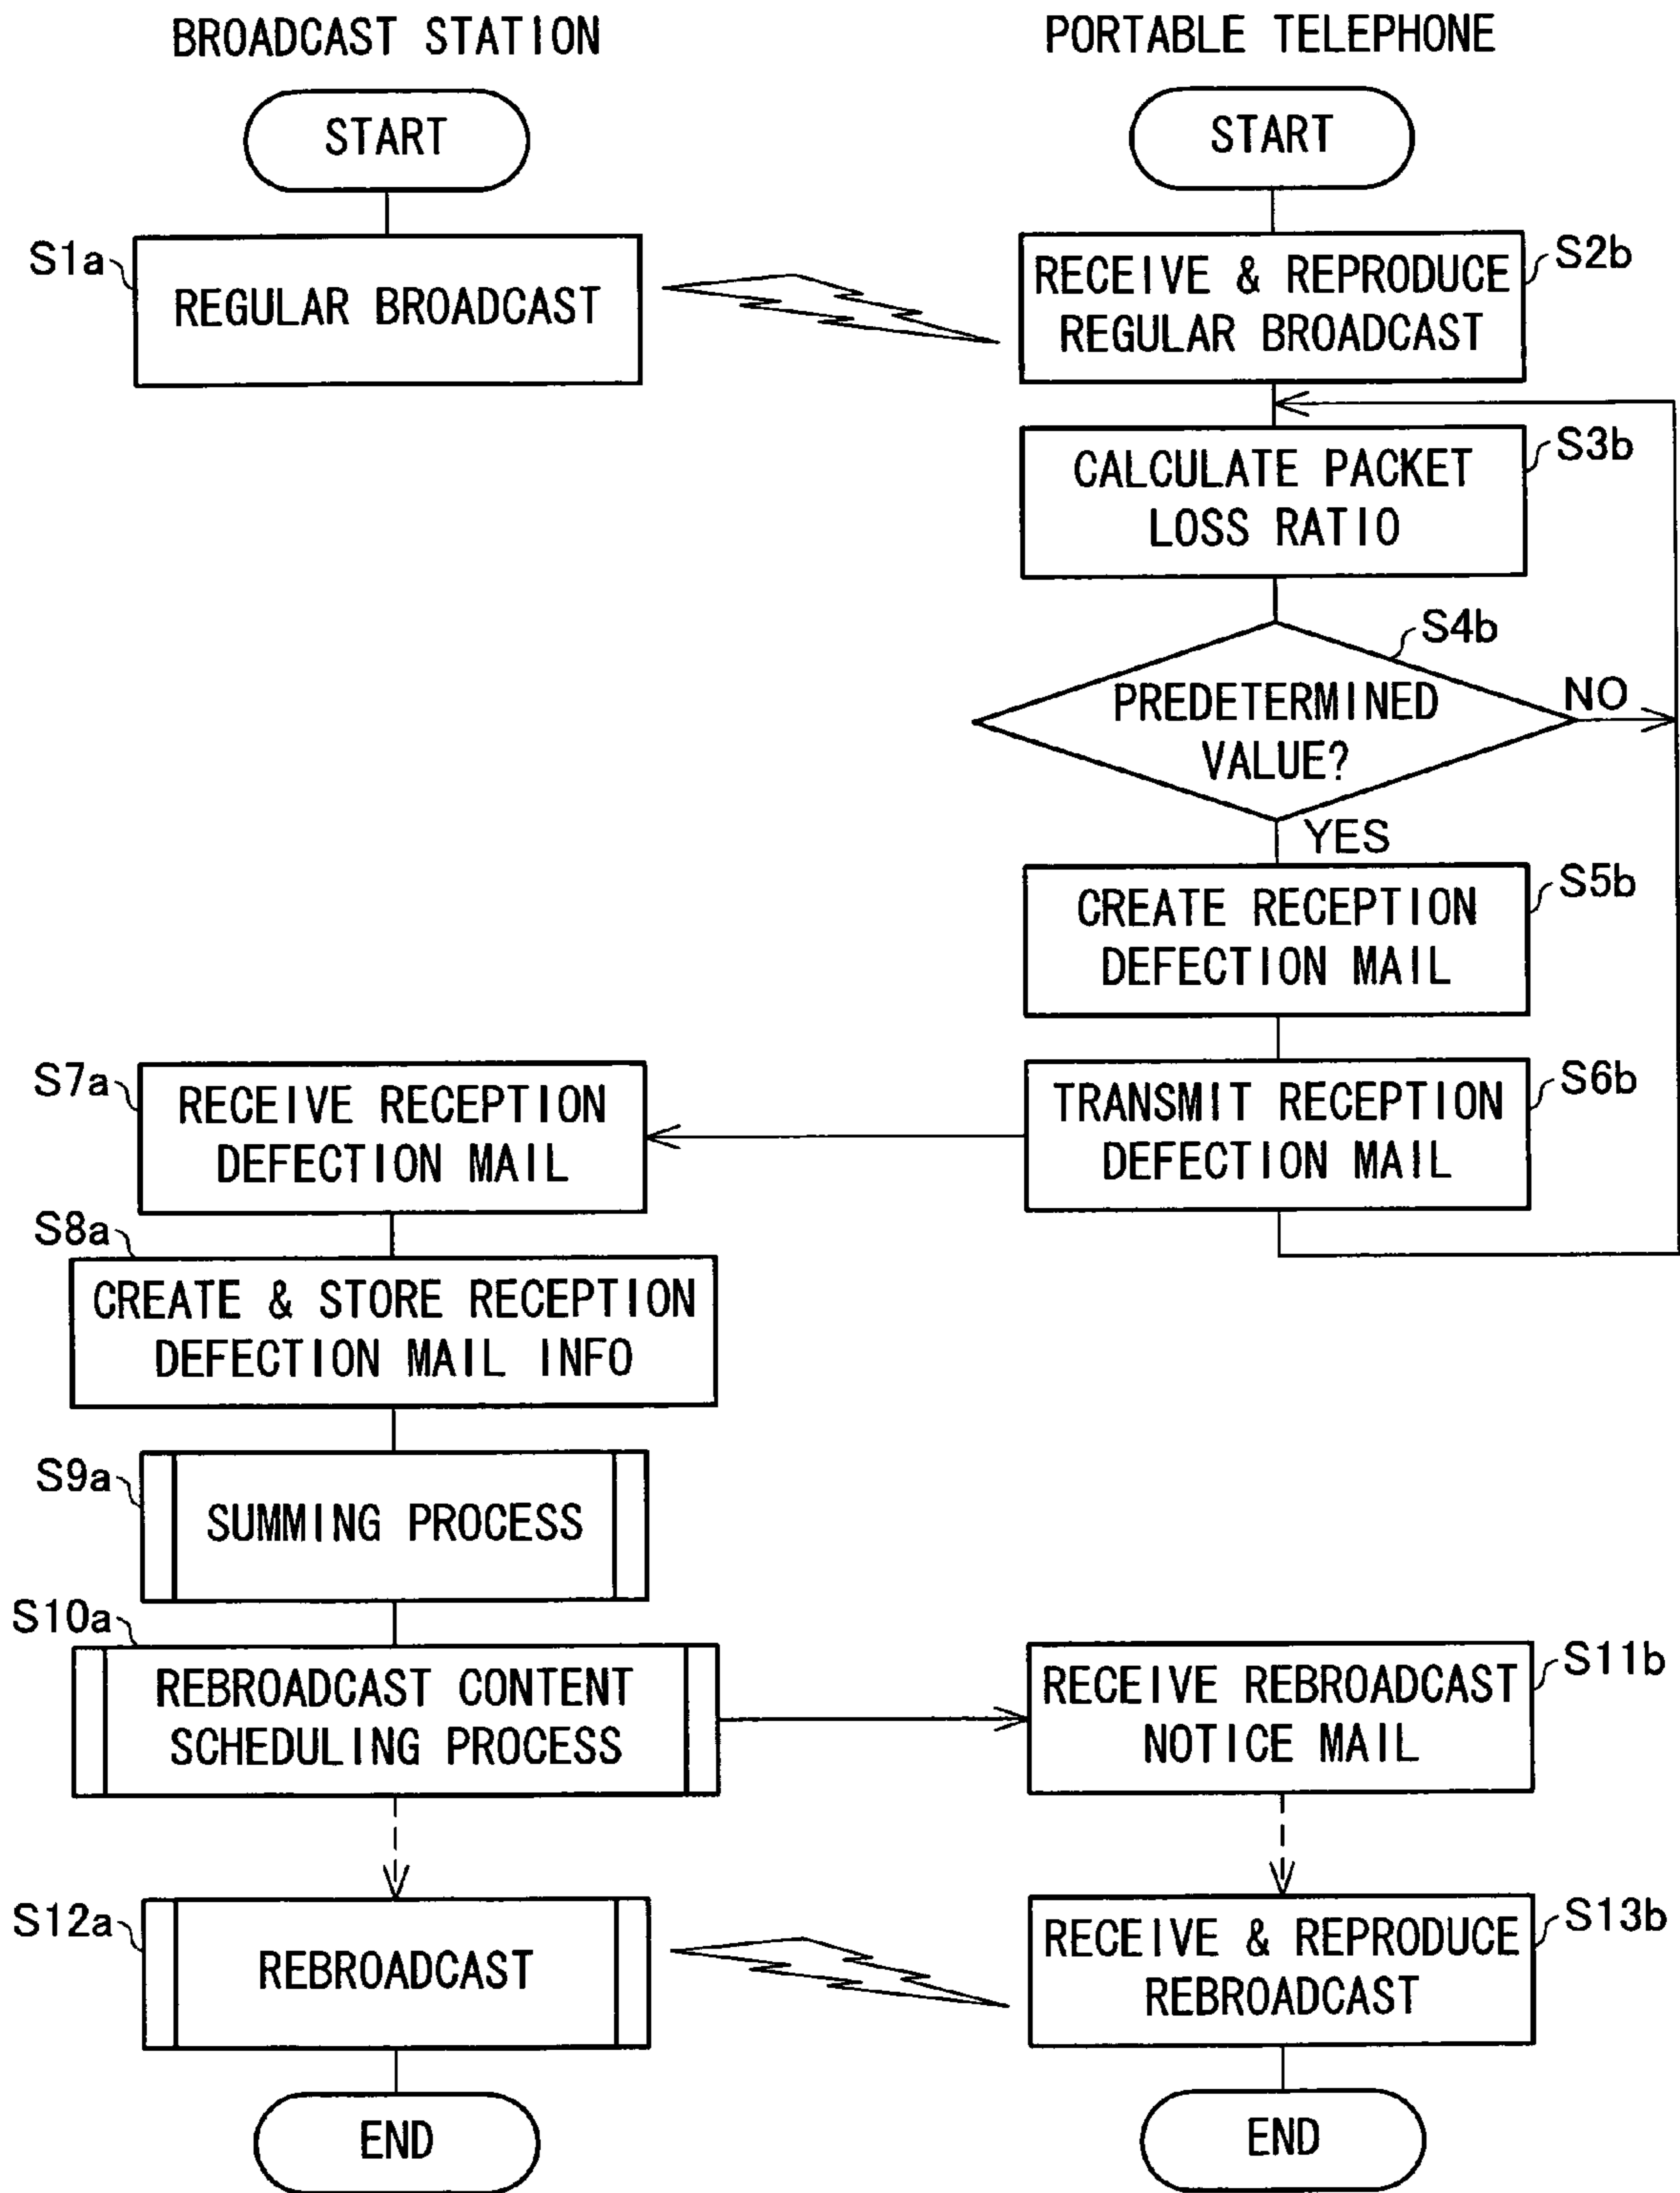 BROADCAST STATION
PORTABLE TELEPHONE
START
START
S1a
REGULAR BROADCAST
S2b
RECEIVE & REPRODUCE
REGULAR BROADCAST
S3b
CALCULATE PACKET
LOSS RATIO
S4b
PREDETERMINED
VALUE?
NO
YES
S5b
CREATE RECEPTION
DEFECTION MAIL
S7a
RECEIVE RECEPTION
DEFECTION MAIL
S6b
TRANSMIT RECEPTION
DEFECTION MAIL
S8a
CREATE & STORE RECEPTION
DEFECTION MAIL INFO
S9a
SUMMING PROCESS
S10a
REBROADCAST CONTENT
SCHEDULING PROCESS
S11b
RECEIVE REBROADCAST
NOTICE MAIL
S12a
REBROADCAST
S13b
RECEIVE & REPRODUCE
REBROADCAST
END
END